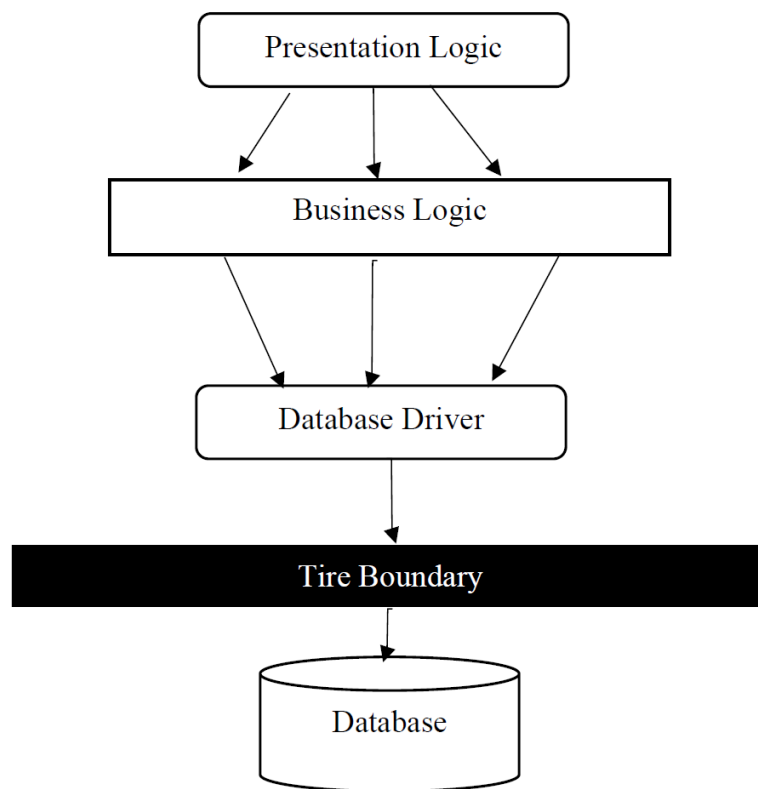 Presentation Logic
Business Logic
Database Driver
Tire Boundary
Database